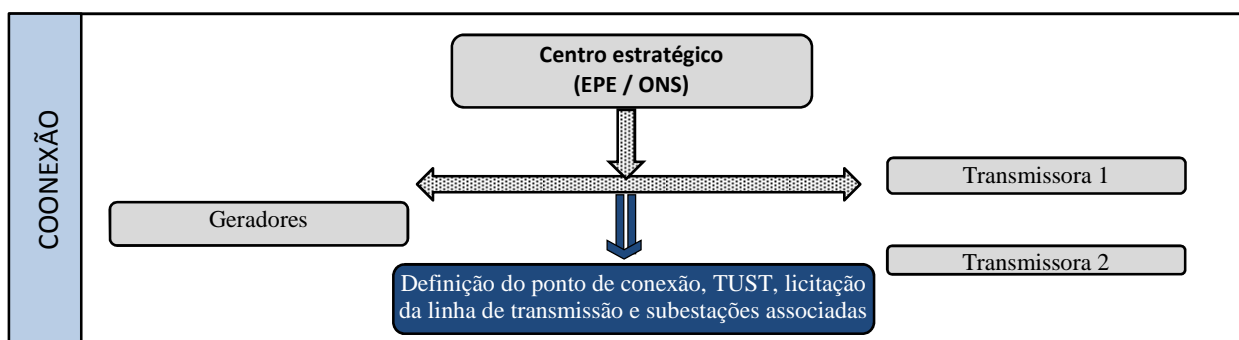 COONEXÃO
Centro estratégico
(EPE / ONS)
Transmissora 1
Geradores
Transmissora 2
Definição do ponto de conexão, TUST, licitação
da linha de transmissão e subestações associadas